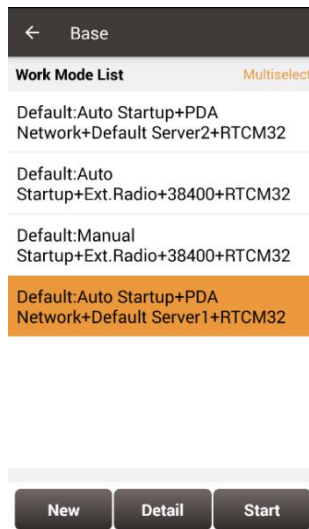 Base
Work Mode List Multiselect
Default:Auto Startup+PDA
Network+Default Server2+RTCM32
Default:Auto
Startup+Ext.Radio+38400+RTCM32
Default:Manual
Startup+Ext.Radio+38400+RTCM32
Default:Auto Startup+PDA
Network+Default Server1+RTCM32
New Detail Start